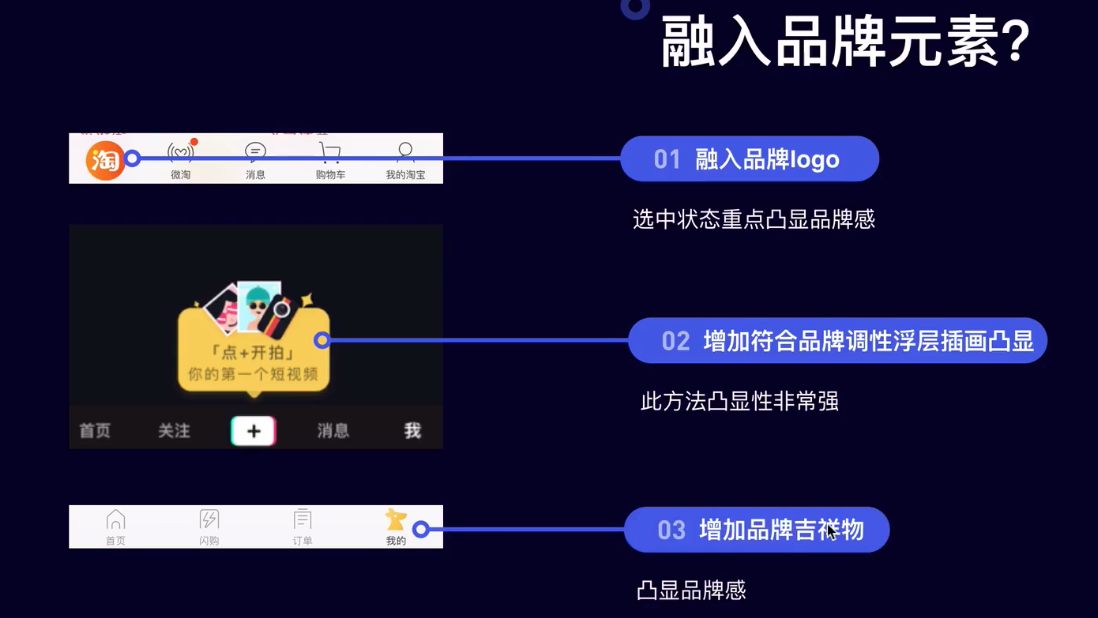 融入品牌元素?
淘
微淘
消息
购物车
我的淘宝
01 融入品牌logo
选中状态重点凸显品牌感
「点+开拍」
你的第一个短视频
首页
关注
消息
我
02 增加符合品牌调性浮层插画凸显
此方法凸显性非常强
首页
闪购
订单
我的
03 增加品牌吉祥物
凸显品牌感